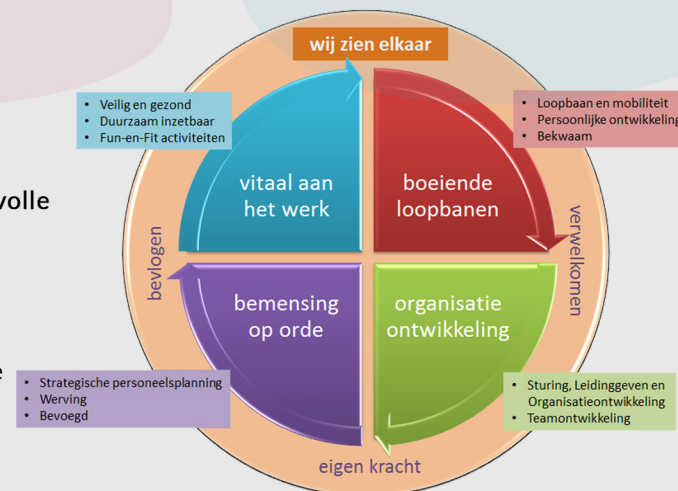 wij zien elkaar
• Veilig en gezond
• Duurzaam inzetbaar
• Fun-en-Fit activiteiten
• Loopbaan en mobiliteit
• Persoonlijke ontwikkeling
• Bekwaam
vitaal aan
het werk
boeiende
loopbanen
volle
bevlogen
verwelkomen
bemensing
op orde
organisatie
ontwikkeling
• Strategische personeelsplanning
• Werving
• Bevoegd
• Sturing, Leidinggeven en
Organisatieontwikkeling
• Teamontwikkeling
eigen kracht